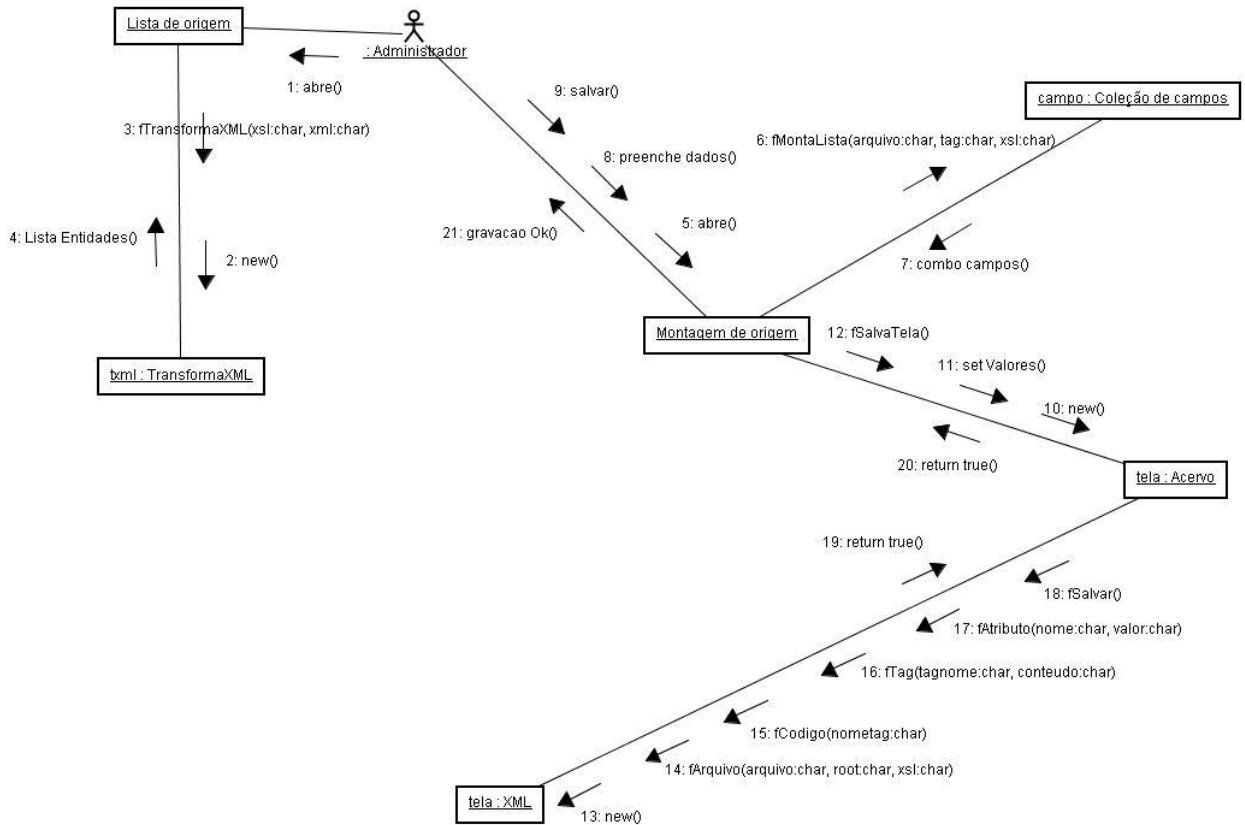 Lista de origem
: Administrador
1: abre()
9: salvar()
campo : Coleção de campos
3: fTransformaXML(xsl:char, xml:char)
6: fMontaLista(arquivo:char, tag:char, xsl:char)
8: preenche dados()
5: abre()
21: gravacao Ok()
4: Lista Entidades()
2: new()
7: combo campos()
Montagem de origem
12: fSalvaTela()
11: set Valores()
txml : TransformaXML
10: new()
20: return true()
tela : Acervo
19: return true()
18: fSalvar()
17: fAtributo(nome:char, valor:char)
16: fTag(tagnome:char, conteudo:char)
15: fCodigo(nometag:char)
14: fArquivo(arquivo:char, root:char, xsl:char)
tela : XML
13: new()